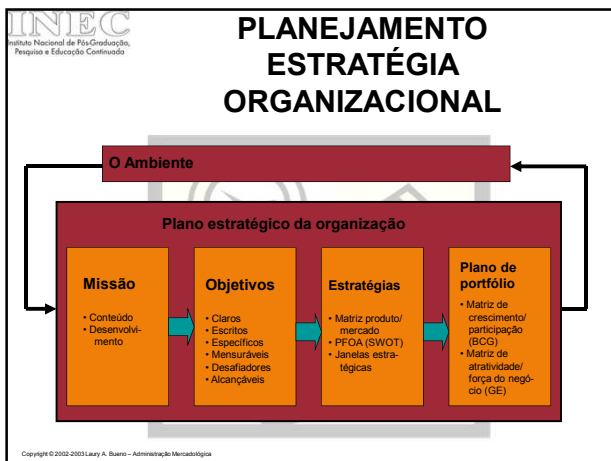 INEC
Instituto Nacional de Pós-Graduação,
Pesquisa e Educação Continuada
PLANEJAMENTO
ESTRATÉGIA
ORGANIZACIONAL
O Ambiente
Plano estratégico da organização
Missão
• Conteúdo
• Desenvolvi-
mento
Objetivos
• Claros
• Escritos
• Específicos
• Mensuráveis
• Desafiadores
• Alcançáveis
Estratégias
• Matriz produto/
mercado
• PFOA (SWOT)
• Janelas estra-
tégicas
Plano de
portfólio
• Matriz de
crescimento/
participação
(BCG)
• Matriz de
atratividade/
força do negó-
cio (GE)
Copyright © 2002-2003 Laury A. Bueno – Administração Mercadológica